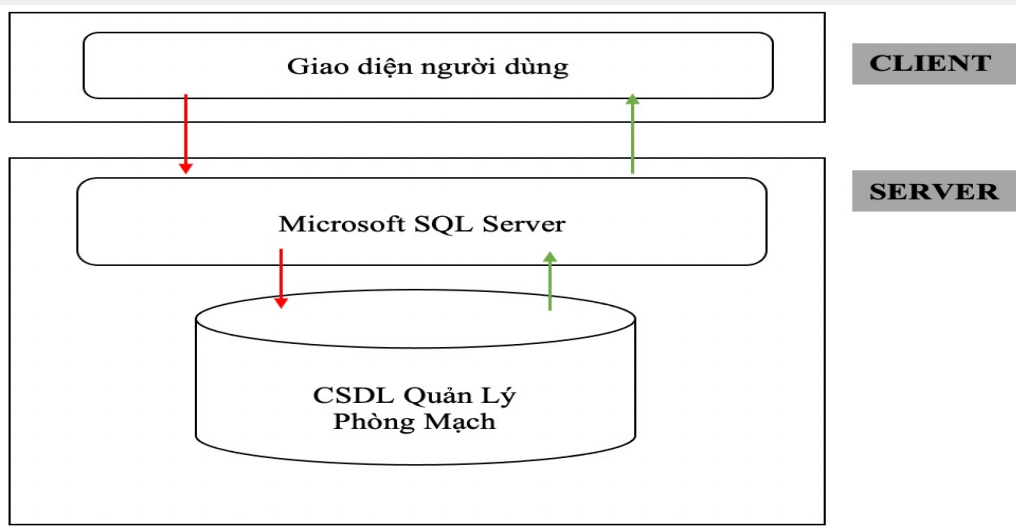 Giao diện người dùng
CLIENT
SERVER
Microsoft SQL Server
CSDL Quản Lý
Phòng Mạch